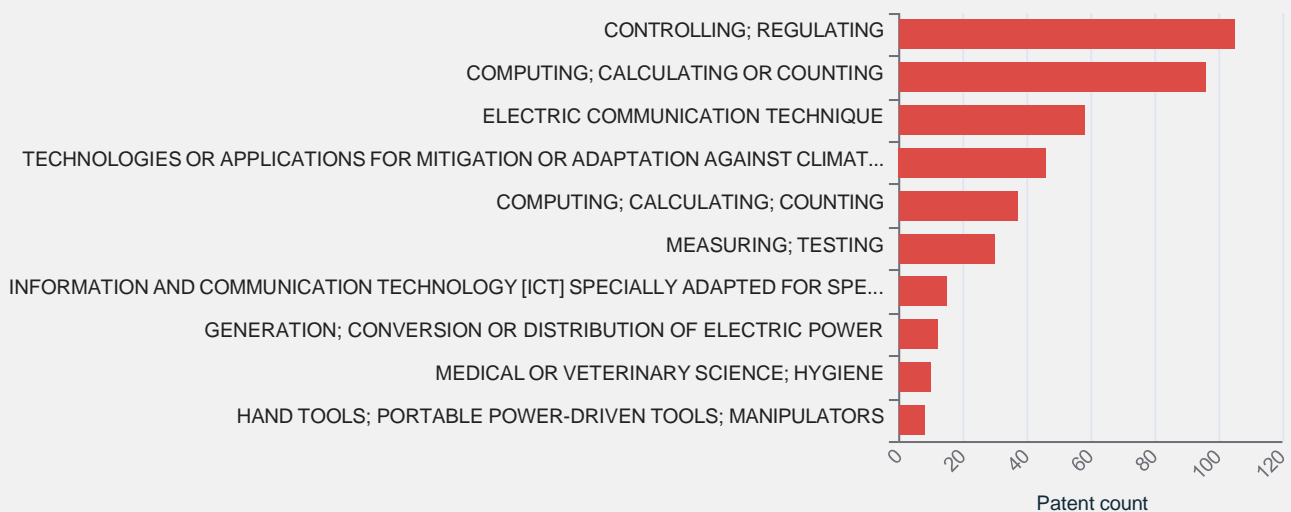 CONTROLLING; REGULATING
COMPUTING; CALCULATING OR COUNTING
ELECTRIC COMMUNICATION TECHNIQUE
TECHNOLOGIES OR APPLICATIONS FOR MITIGATION OR ADAPTATION AGAINST CLIMAT...
COMPUTING; CALCULATING; COUNTING
MEASURING; TESTING
INFORMATION AND COMMUNICATION TECHNOLOGY [ICT] SPECIALLY ADAPTED FOR SPE...
GENERATION; CONVERSION OR DISTRIBUTION OF ELECTRIC POWER
MEDICAL OR VETERINARY SCIENCE; HYGIENE
HAND TOOLS; PORTABLE POWER-DRIVEN TOOLS; MANIPULATORS
0 20 40 60 80 100 120
Patent count